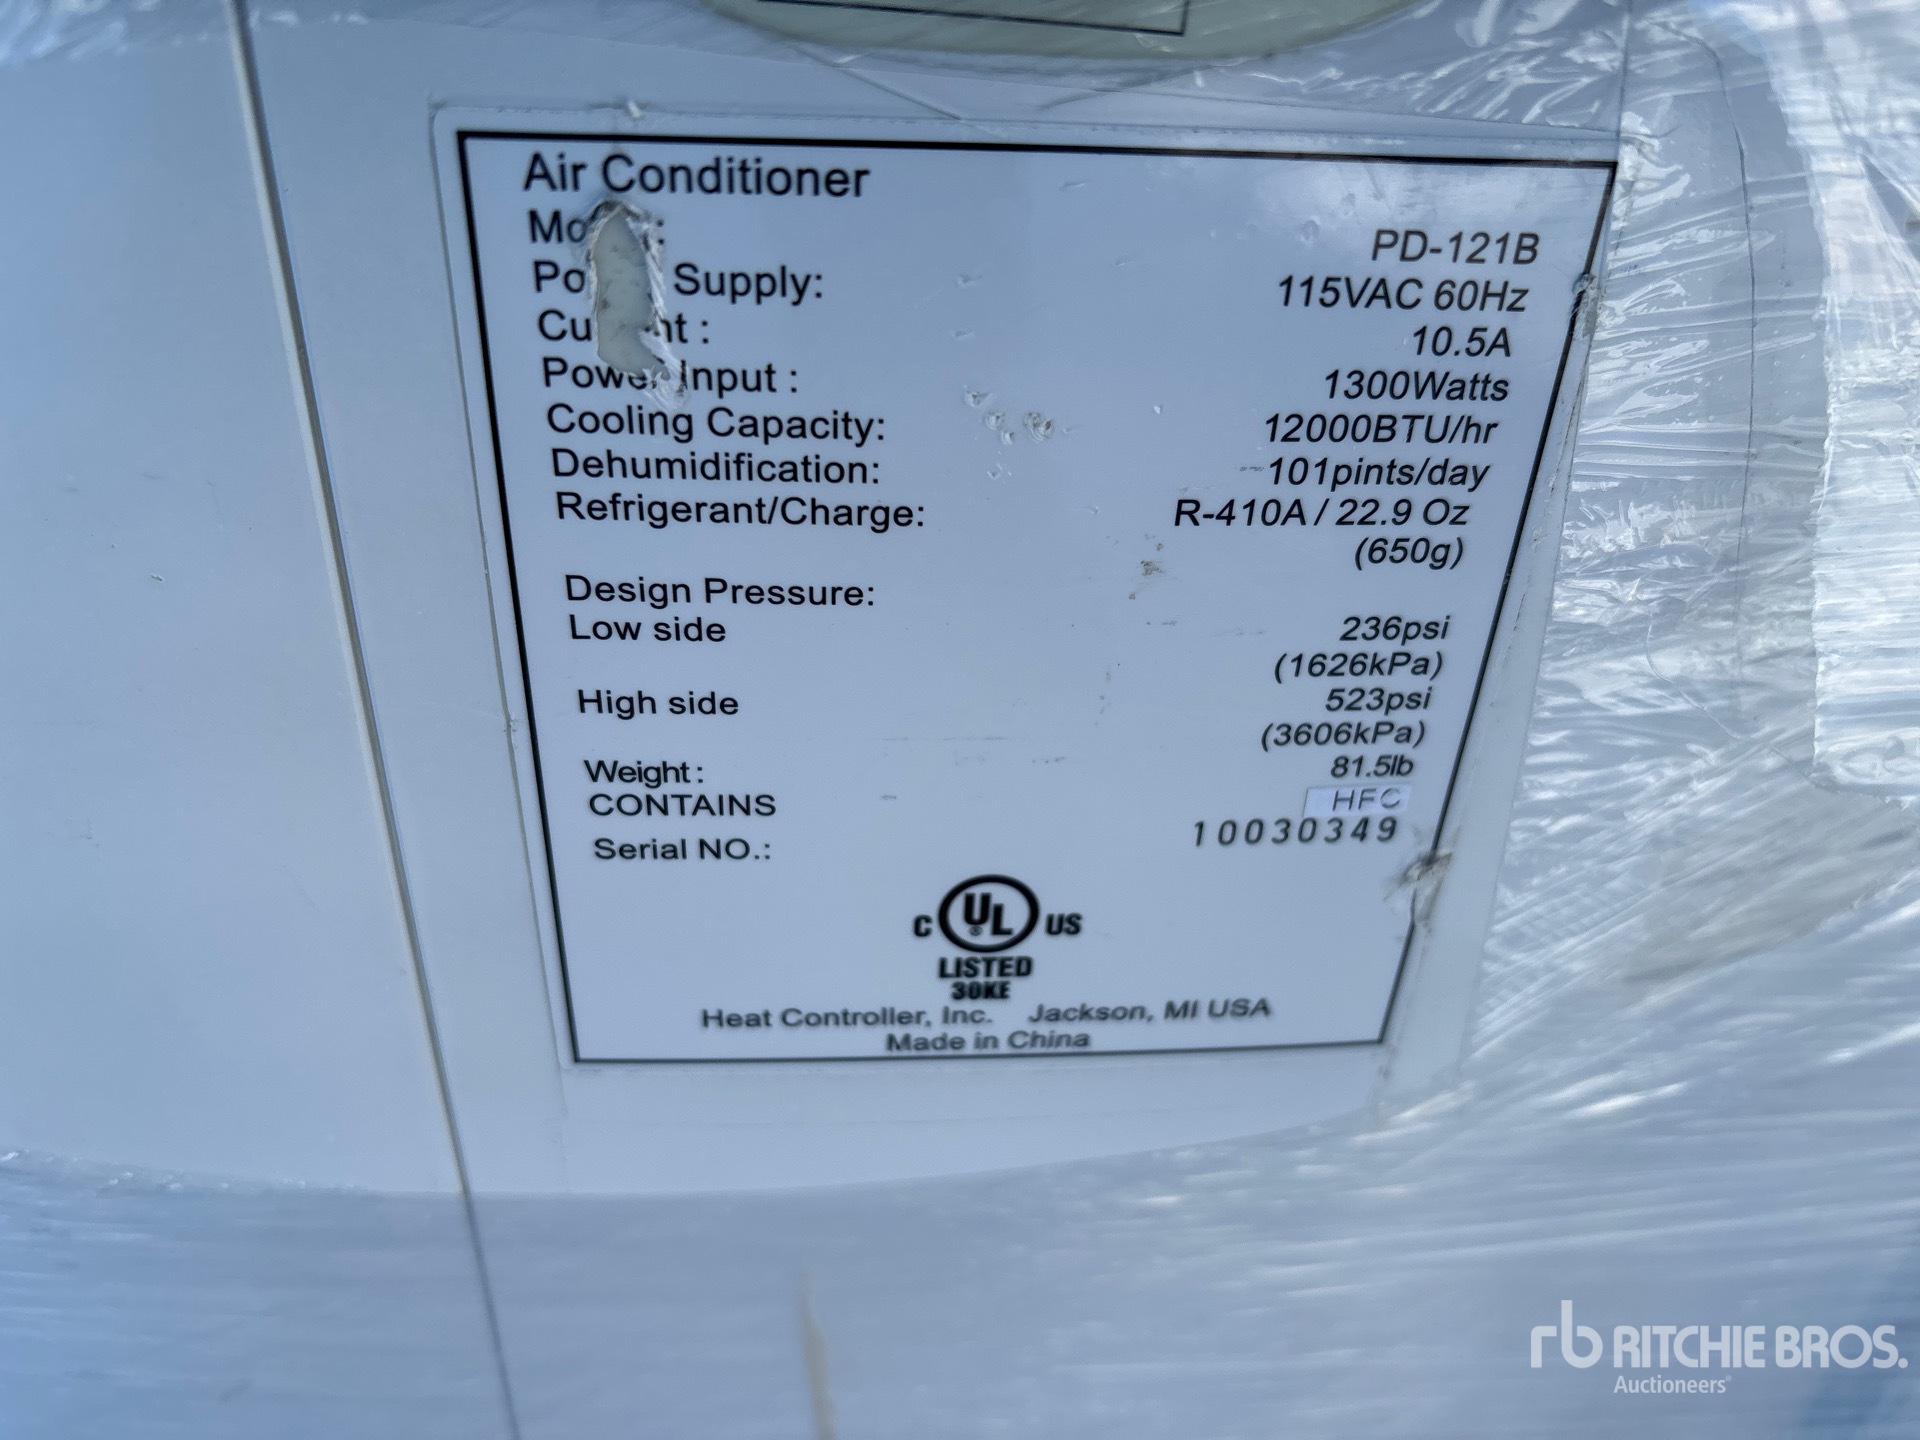 Air Conditioner
PD-121B
Supply: 115VAC 60Hz
10.5A
Power Input : 1300Watts
Cooling Capacity: 12000BTU/hr
Dehumidification: 101pints/day
Refrigerant/Charge: R-410A / 22.9 Oz
(650g)
Design Pressure:
Low side 236psi
(1626kPa)
High side 523psi
(3606kPa)
Weight : 81.5lb
CONTAINS HFC
Serial NO.: 10030349
C UL US
®
LISTED
30KE
Heat Controller, Inc. Jackson, MI USA
Made in China
rb RITCHIE BROS.
Auctioneers